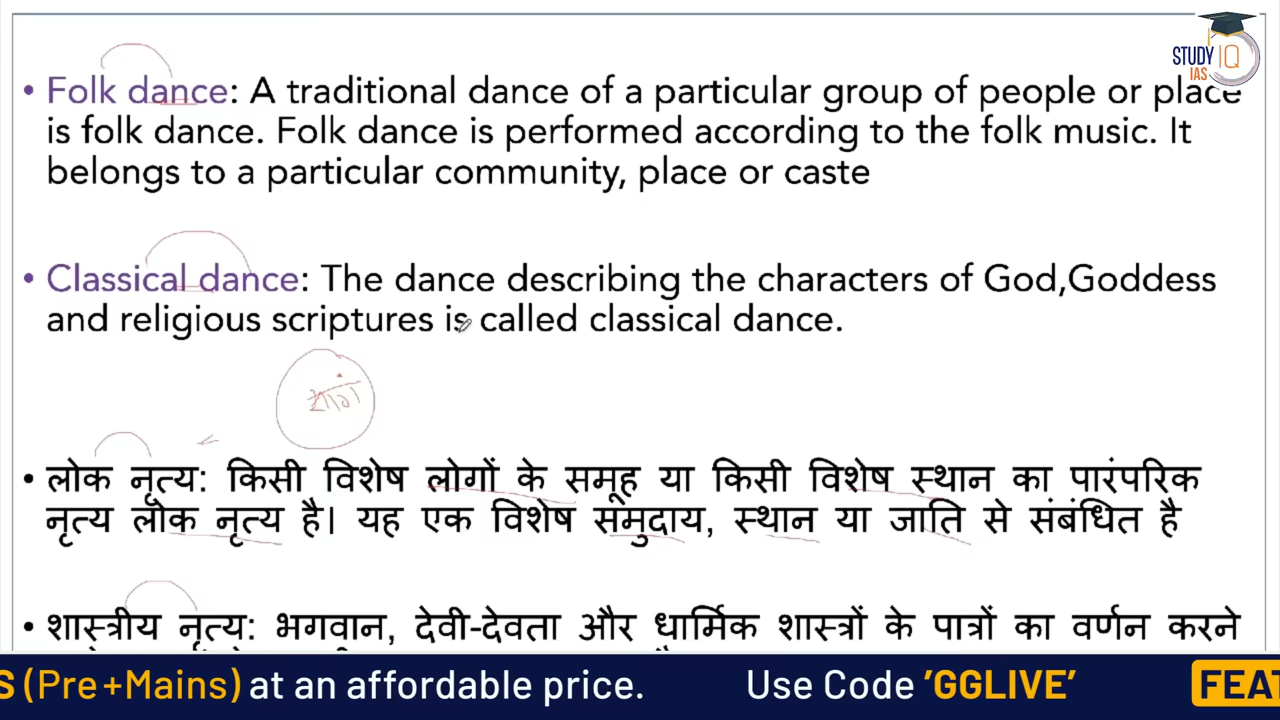 STUDY IQ
IAS
• Folk dance: A traditional dance of a particular group of people or place
is folk dance. Folk dance is performed according to the folk music. It
belongs to a particular community, place or caste
• Classical dance: The dance describing the characters of God,Goddess
and religious scriptures is called classical dance.
• लोक नृत्य: किसी विशेष लोगों के समूह या किसी विशेष स्थान का पारंपरिक
नृत्य लोक नृत्य है। यह एक विशेष समुदाय, स्थान या जाति से संबंधित है
• शास्त्रीय नृत्य: भगवान, देवी-देवता और धार्मिक शास्त्रों के पात्रों का वर्णन करने
S (Pre+Mains) at an affordable price. Use Code 'GGLIVE' FEAT